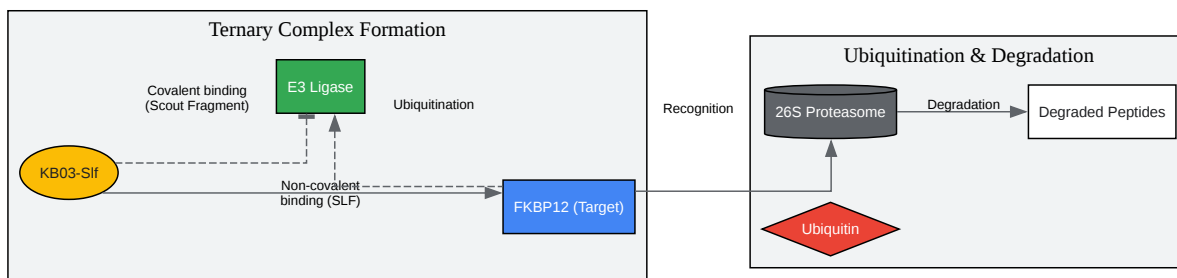 Ternary Complex Formation
Covalent binding
(Scout Fragment)
E3 Ligase
Ubiquitination
KB03-Slf
Non-covalent
binding (SLF)
FKBP12 (Target)
Recognition
Ubiquitination & Degradation
26S Proteasome
Degradation
Degraded Peptides
Ubiquitin